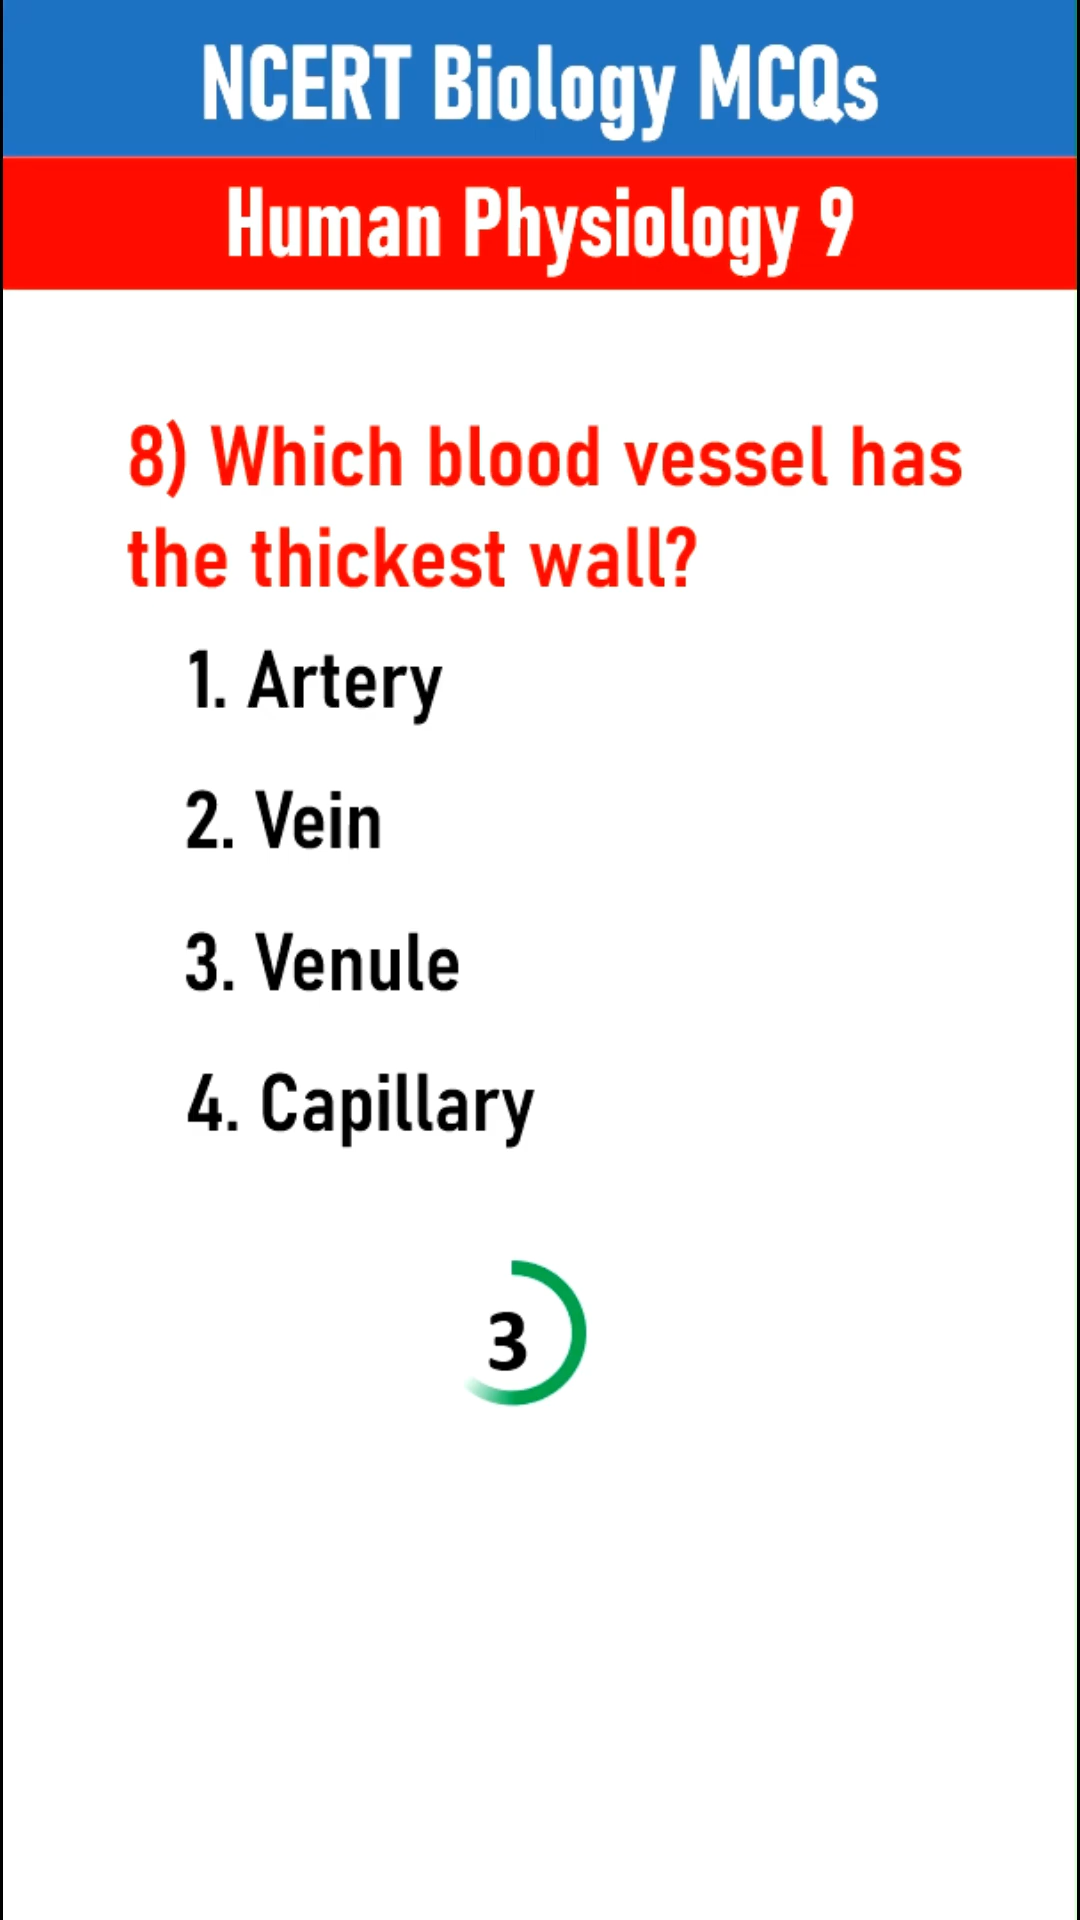 NCERT Biology MCQs
Human Physiology 9
8) Which blood vessel has
the thickest wall?
1. Artery
2. Vein
3. Venule
4. Capillary
3